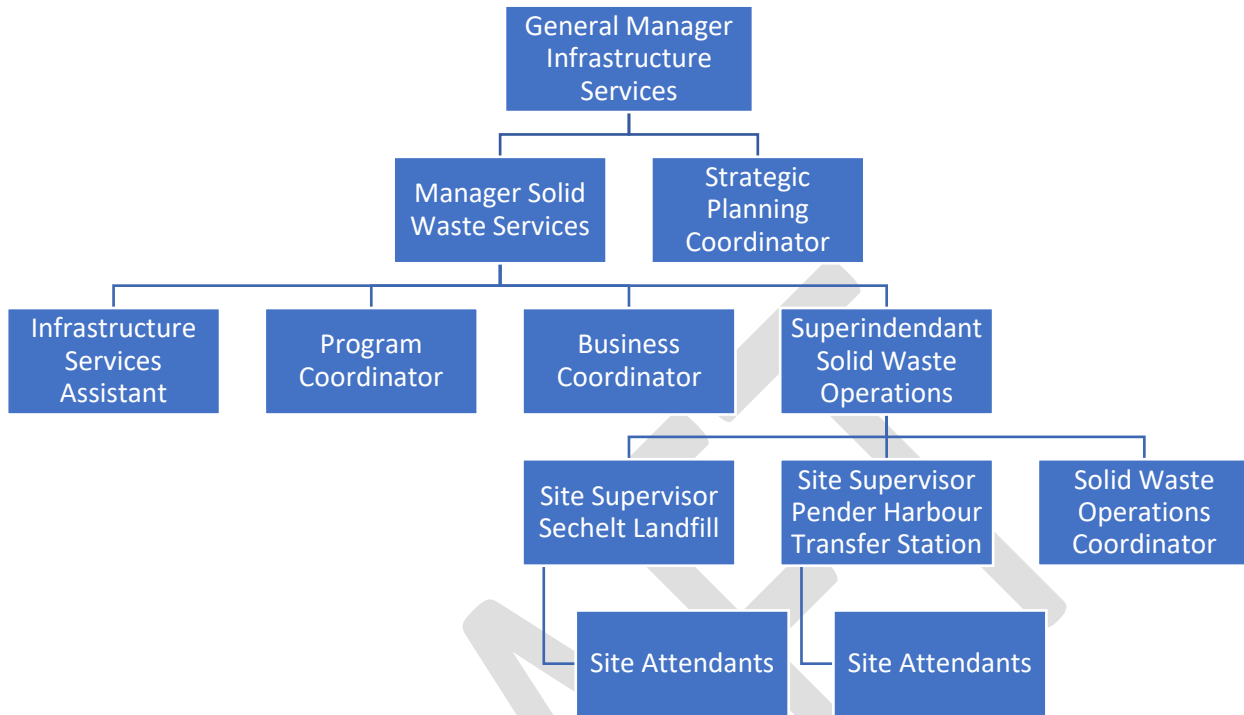 General Manager
Infrastructure
Services
Manager Solid
Waste Services
Strategic
Planning
Coordinator
Infrastructure
Services
Assistant
Program
Coordinator
Business
Coordinator
Superindendant
Solid Waste
Operations
Site Supervisor
Sechelt Landfill
Site Supervisor
Pender Harbour
Transfer Station
Solid Waste
Operations
Coordinator
Site Attendants
Site Attendants